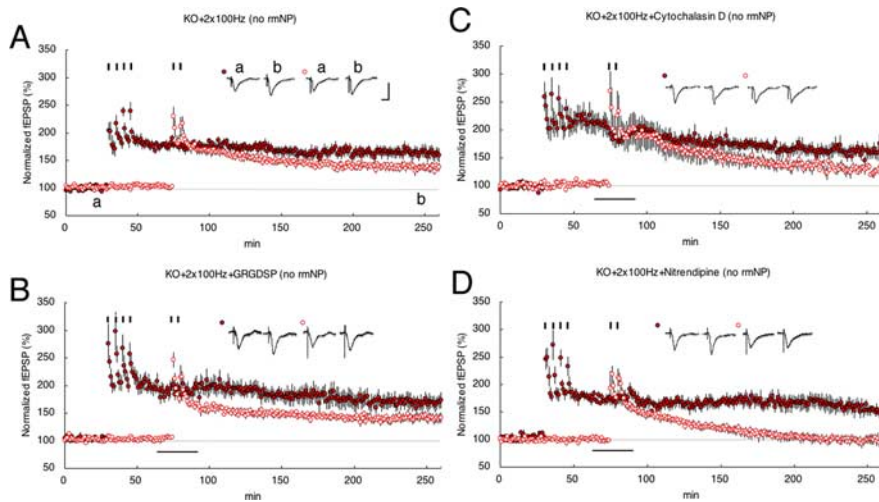 A
KO+2x100Hz (no rmNP)
Normalized fEPSP (%)
350
300
250
200
150
100
50
a b a b
a
b
0 50 100 150 200 250
min
B
KO+2x100Hz+GRGDSP (no rmNP)
Normalized fEPSP (%)
350
300
250
200
150
100
50
0 50 100 150 200 250
min
C
KO+2x100Hz+Cytochalasin D (no rmNP)
Normalized fEPSP (%)
350
300
250
200
150
100
50
0 50 100 150 200 250
min
D
KO+2x100Hz+Nitrendipine (no rmNP)
Normalized fEPSP (%)
350
300
250
200
150
100
50
0 50 100 150 200 250
min